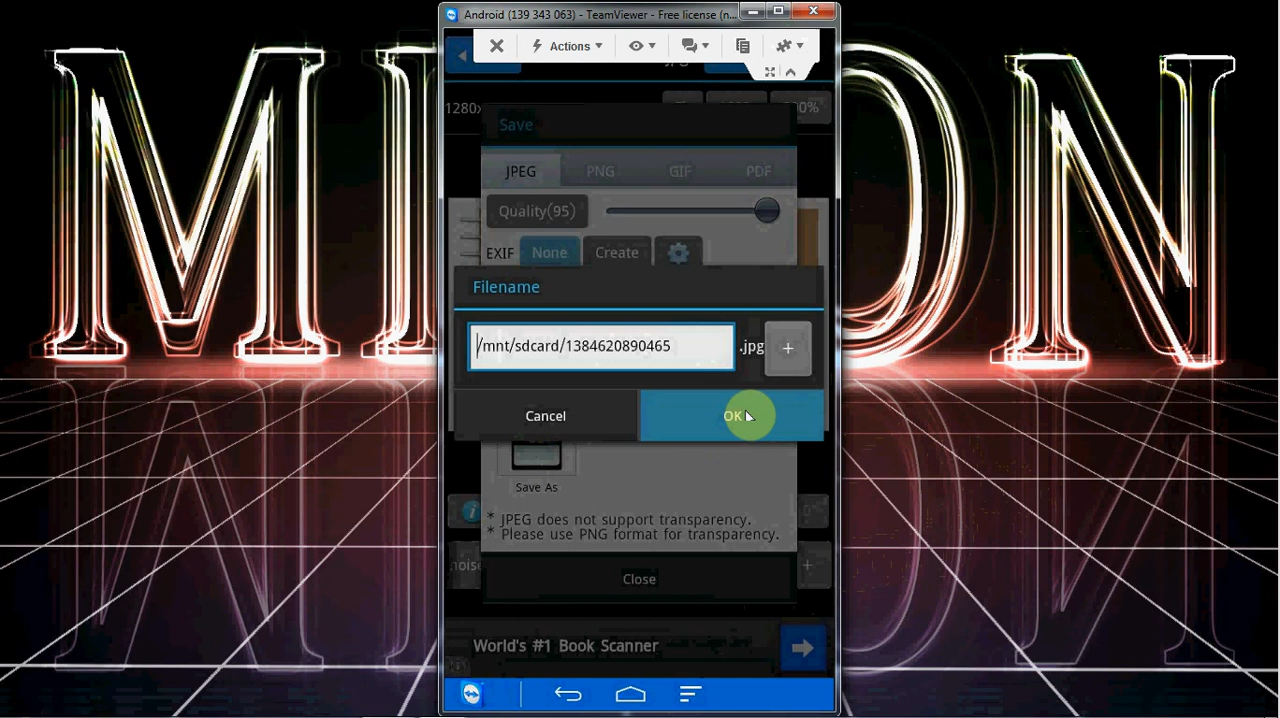 Android (139 343 063) - TeamViewer - Free license (n...
Actions
1280x
Save
JPEG PNG GIF PDF
Quality(95)
EXIF None Create
Filename
/mnt/sdcard/1384620890465 .jpg +
Cancel OK
Save As
* JPEG does not support transparency.
* Please use PNG format for transparency.
noise
+
Close
World's #1 Book Scanner